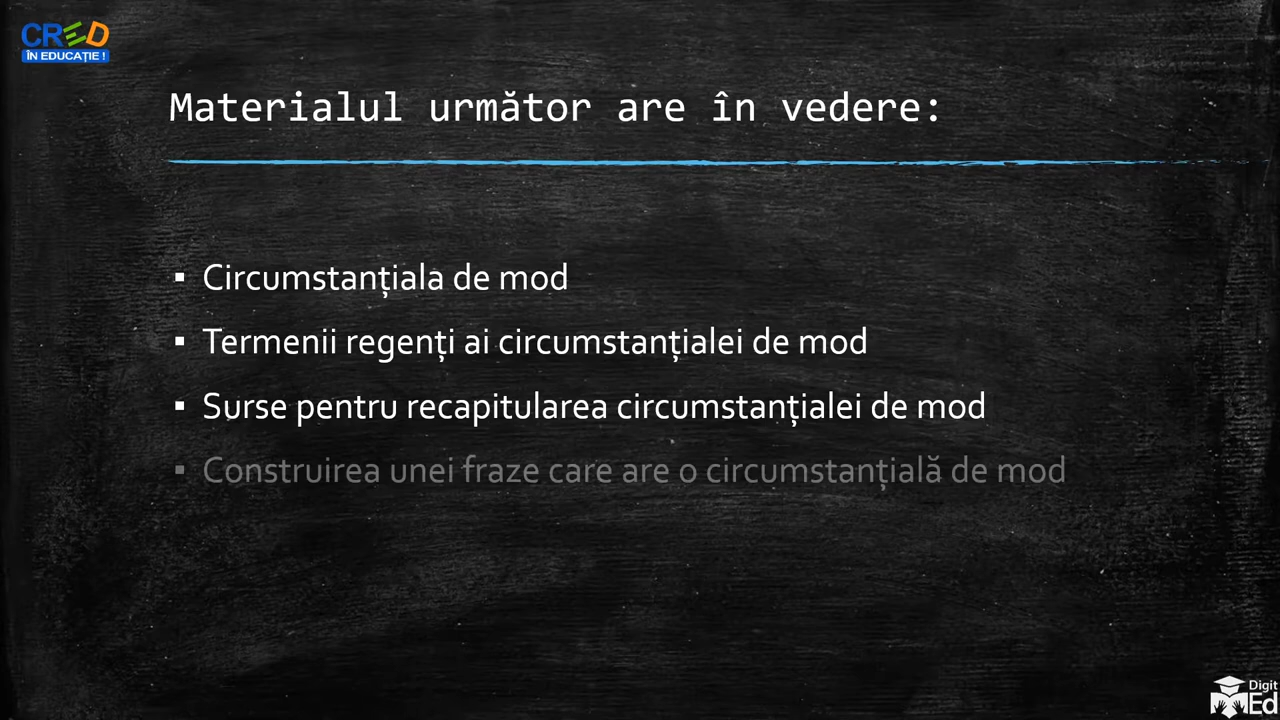 CRED
ÎN EDUCAȚIE !
Materialul următor are în vedere:
▪ Circumstanțiala de mod
▪ Termenii regenți ai circumstanțialei de mod
▪ Surse pentru recapitularea circumstanțialei de mod
▪ Construirea unei fraze care are o circumstanțială de mod
Digit
Ed